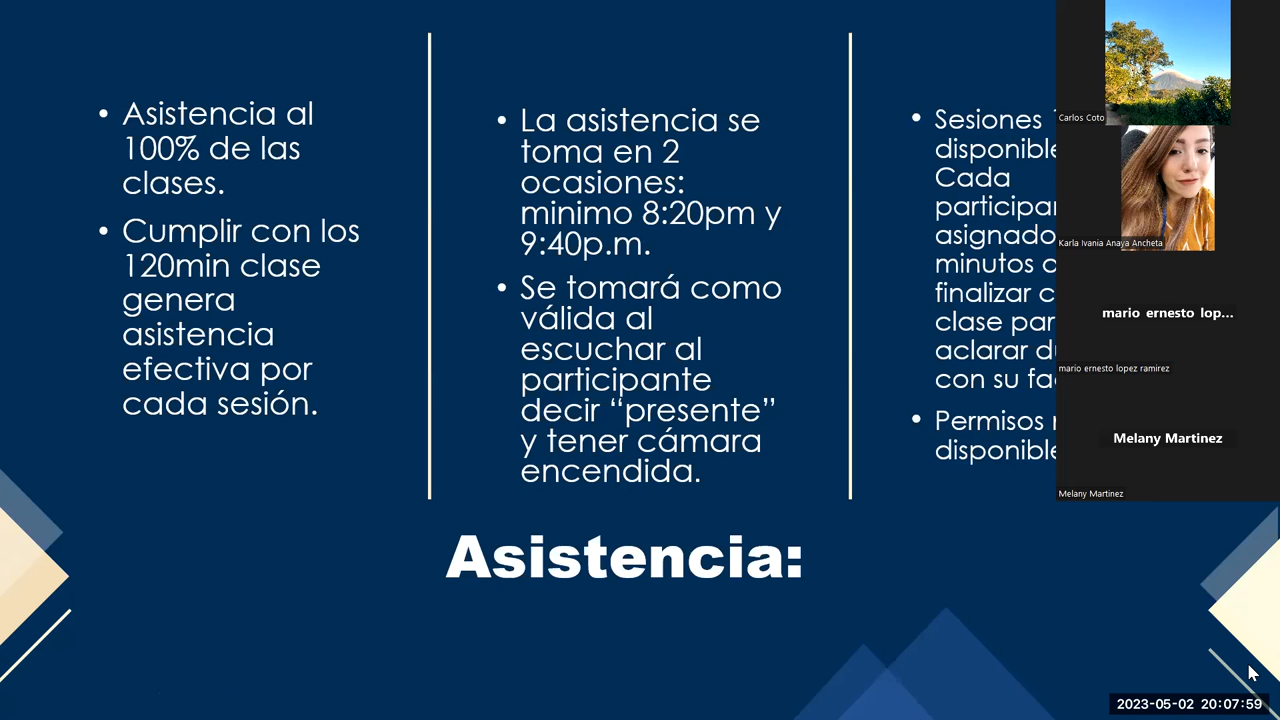 • Asistencia al
100% de las
clases.
• Cumplir con los
120min clase
genera
asistencia
efectiva por
cada sesión.
• La asistencia se
toma en 2
ocasiones:
minimo 8:20pm y
9:40p.m.
• Se tomará como
válida al
escuchar al
participante
decir “presente”
y tener cámara
encendida.
• Sesiones
Cada
minutos
finalizar
clase
aclarar
con su
• Permisos
Asistencia:
Carlos Coto
Karla Ivania Anaya Ancheta
mario ernesto lop...
mario ernesto lopez ramirez
Melany Martinez
Melany Martinez
2023-05-02 20:07:59